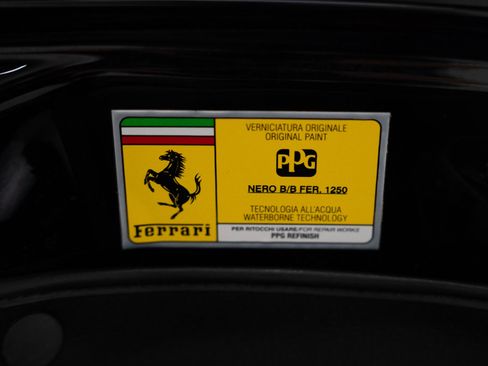 Ferrari
VERNICIATURA ORIGINALE
ORIGINAL PAINT
PPG
NERO B/B FER. 1250
TECNOLOGIA ALL'ACQUA
WATERBORNE TECHNOLOGY
PER RITOCCHI USARE/FOR REPAIR WORKS
PPG REFINISH